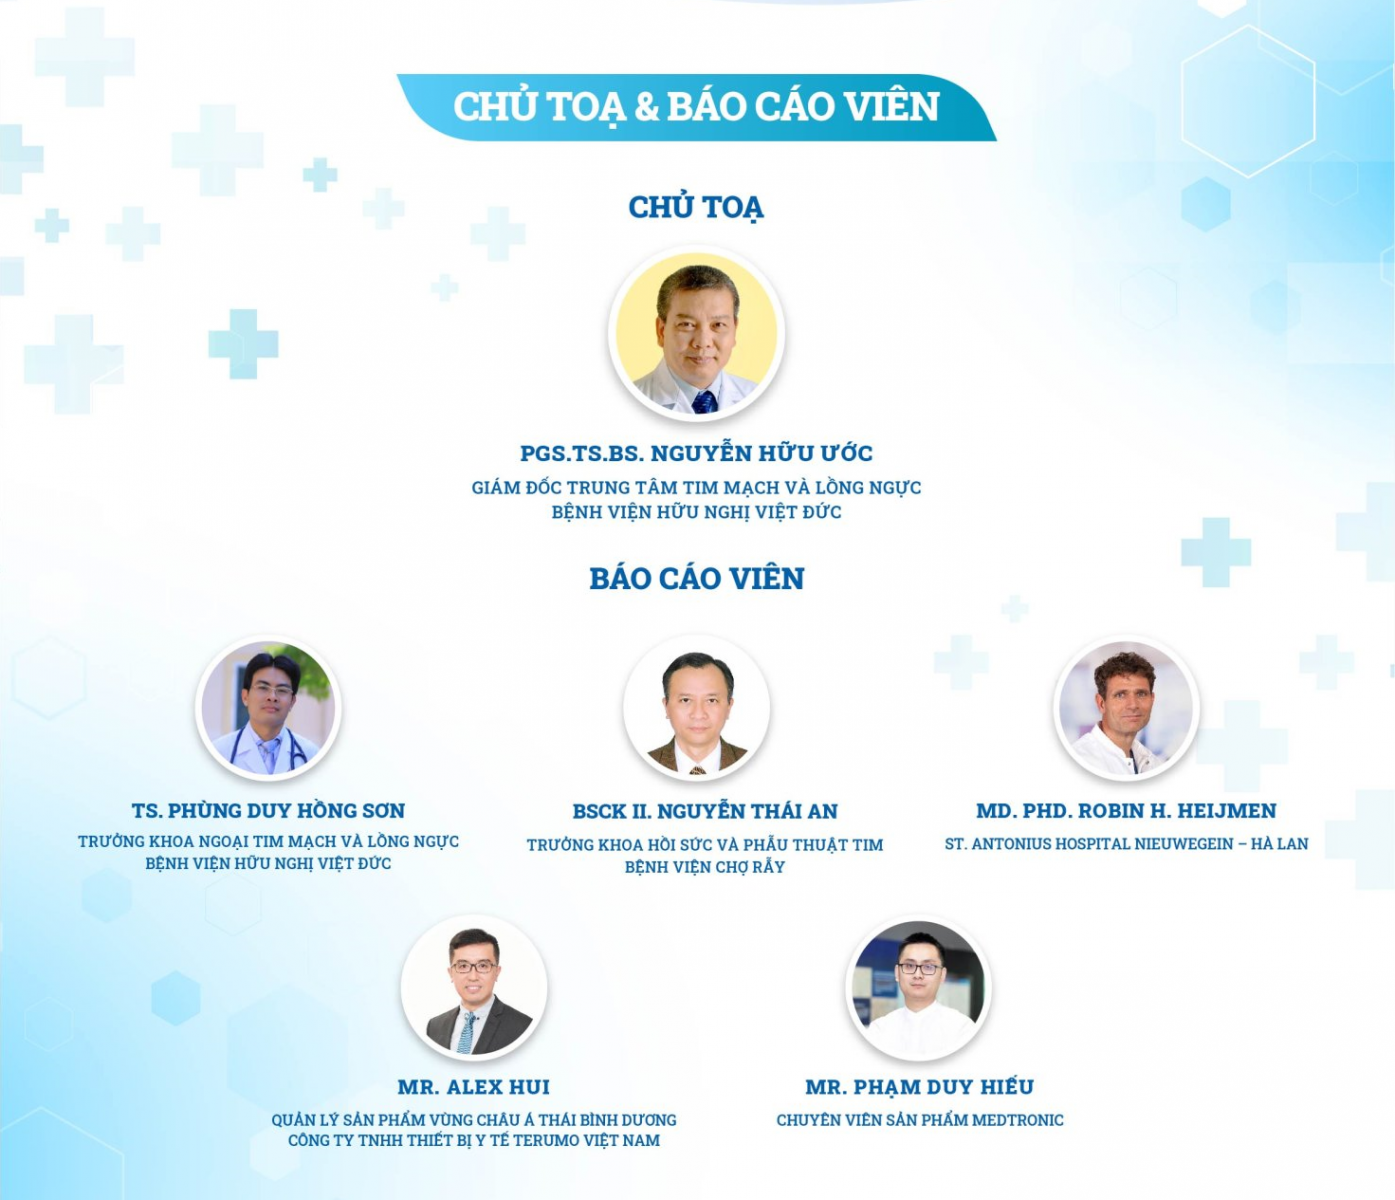 CHỦ TOẠ & BÁO CÁO VIÊN
CHỦ TOẠ
PGS.TS.BS. NGUYỄN HỮU ƯỚC
GIÁM ĐỐC TRUNG TÂM TIM MẠCH VÀ LỒNG NGỰC
BỆNH VIỆN HỮU NGHỊ VIỆT ĐỨC
BÁO CÁO VIÊN
TS. PHÙNG DUY HỒNG SƠN
TRƯỞNG KHOA NGOẠI TIM MẠCH VÀ LỒNG NGỰC
BỆNH VIỆN HỮU NGHỊ VIỆT ĐỨC
BSCK II. NGUYỄN THÁI AN
TRƯỞNG KHOA HỒI SỨC VÀ PHẪU THUẬT TIM
BỆNH VIỆN CHỢ RẪY
MD. PHD. ROBIN H. HEIJMEN
ST. ANTONIUS HOSPITAL NIEUWEGEIN – HÀ LAN
MR. ALEX HUI
QUẢN LÝ SẢN PHẨM VÙNG CHÂU Á THÁI BÌNH DƯƠNG
CÔNG TY TNHH THIẾT BỊ Y TẾ TERUMO VIỆT NAM
MR. PHẠM DUY HIẾU
CHUYÊN VIÊN SẢN PHẨM MEDTRONIC